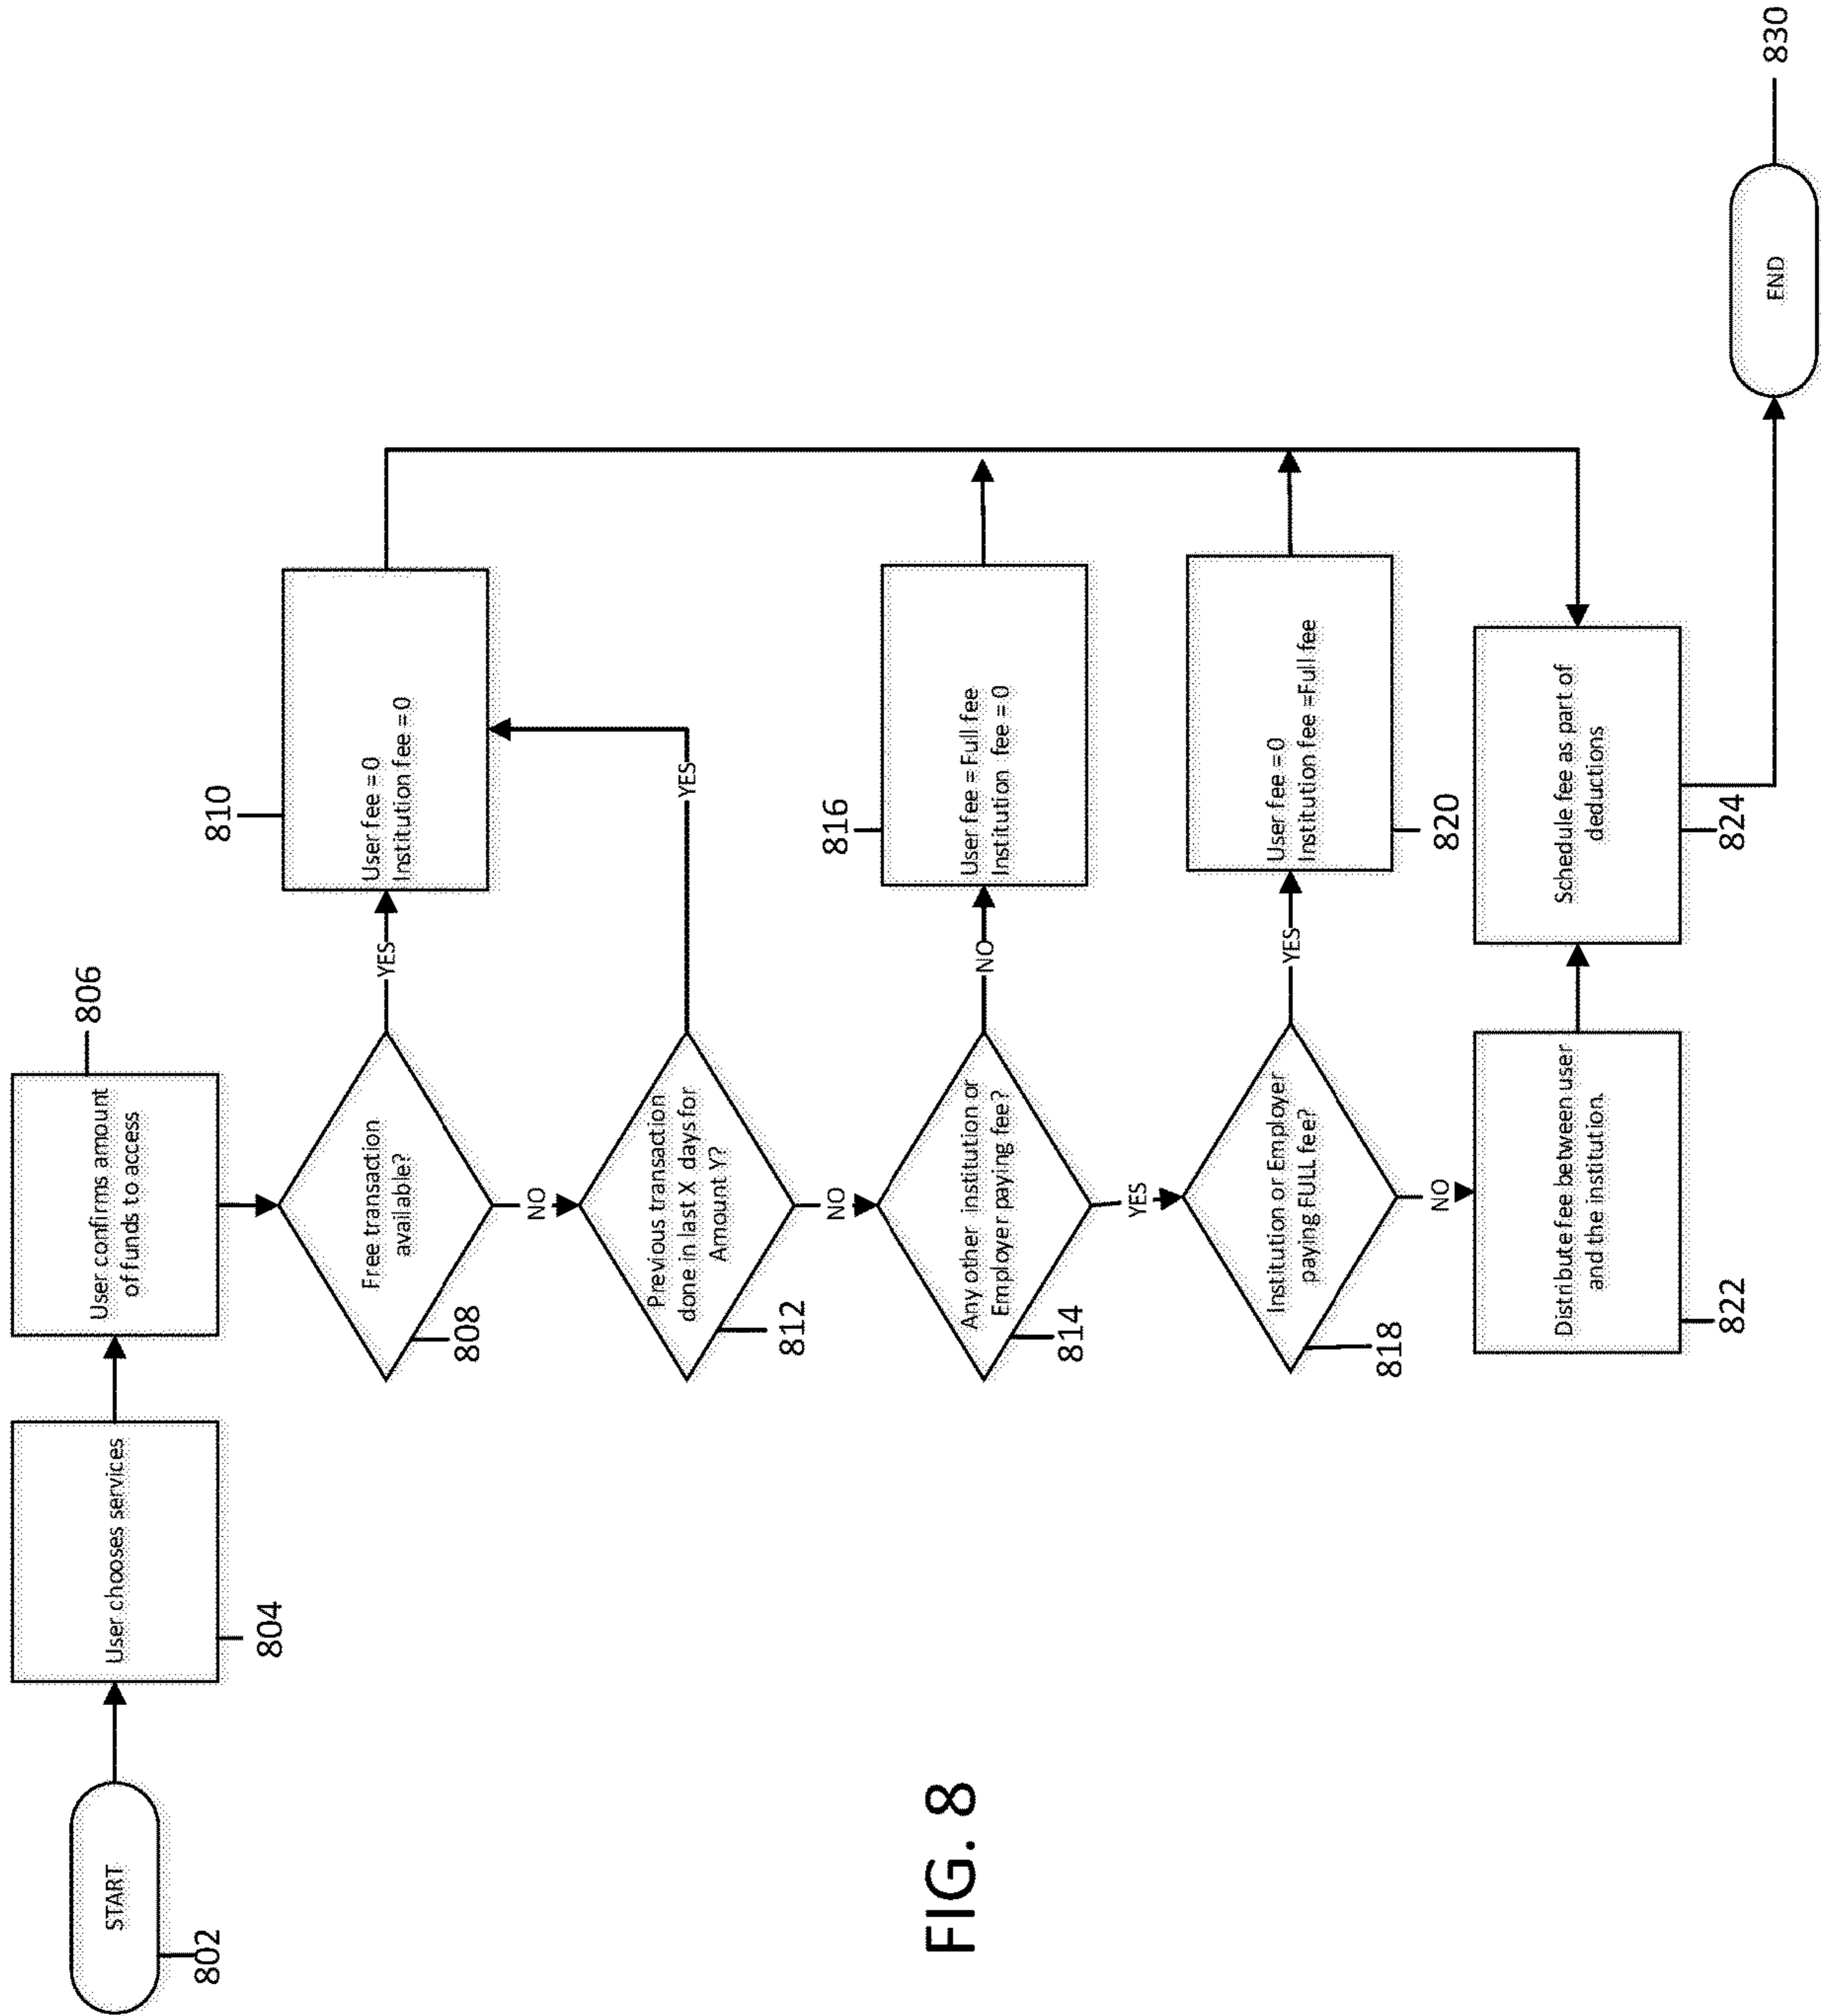 START
802
User chooses services
804
User confirms amount
of funds to access
806
Free transaction
available?
808
YES
User fee = 0
Institution fee = 0
810
NO
Previous transaction
done in last X days for
Amount Y?
812
YES
NO
Any other institution or
Employer paying fee?
814
NO
User fee = Full fee
Institution fee = 0
816
YES
Institution or Employer
paying FULL fee?
818
YES
User fee = 0
Institution fee =Full fee
820
NO
Distribute fee between user
and the institution.
822
Schedule fee as part of
deductions
824
END
830
FIG. 8